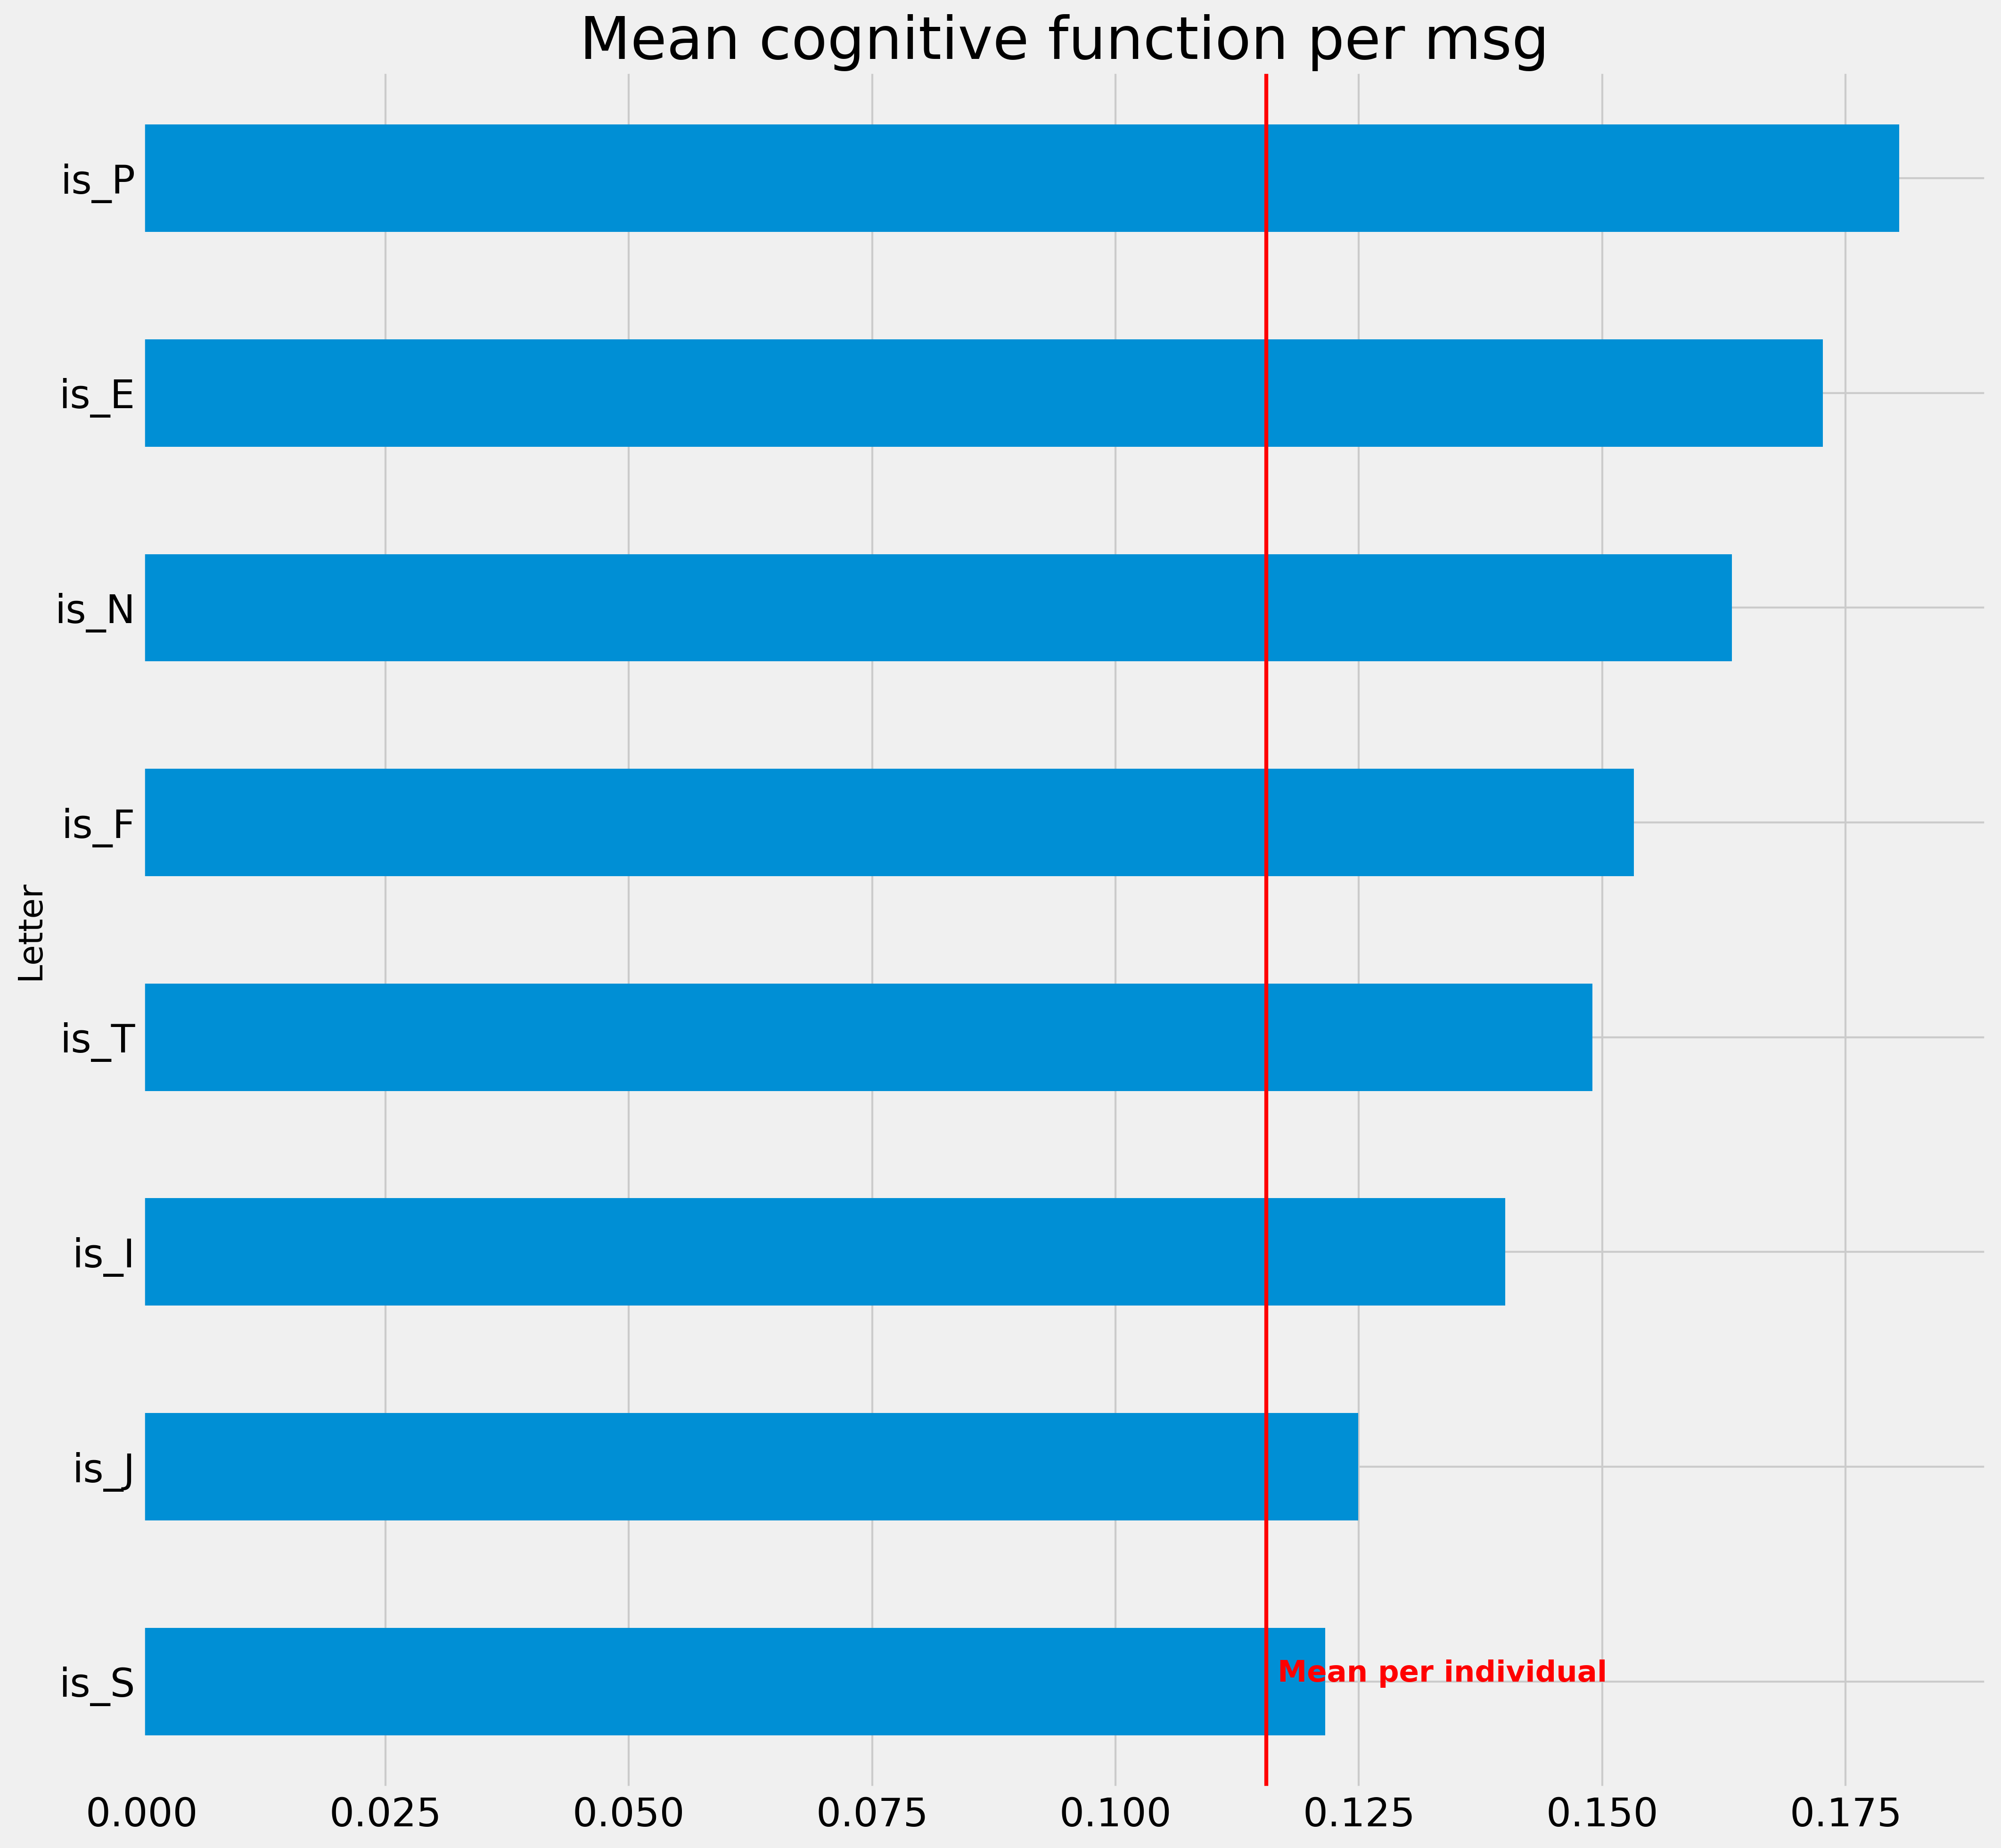 Mean cognitive function per msg
is_P
is_E
is_N
is_F
Letter
is_T
is_I
is_J
is_S
Mean per individual
0.000 0.025 0.050 0.075 0.100 0.125 0.150 0.175